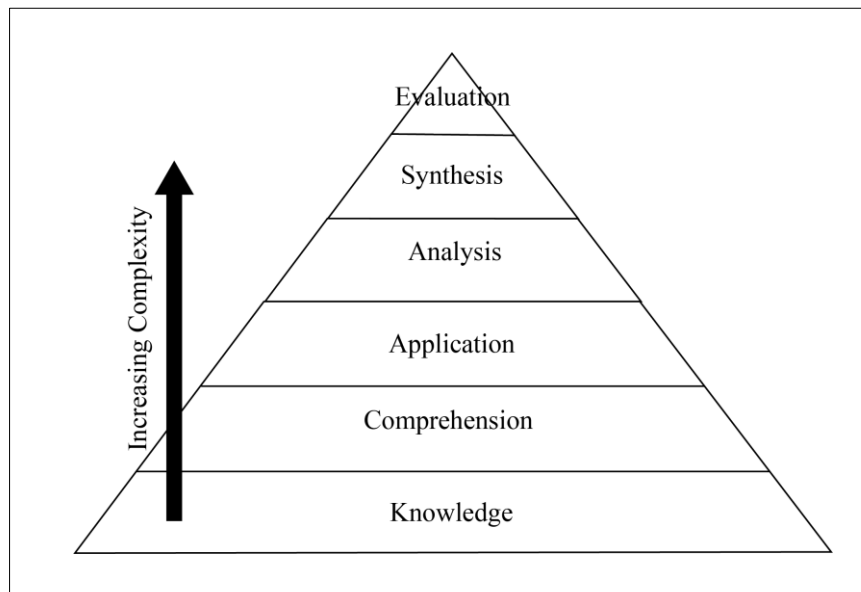 Evaluation
Synthesis
Analysis
Application
Comprehension
Knowledge
Increasing Complexity